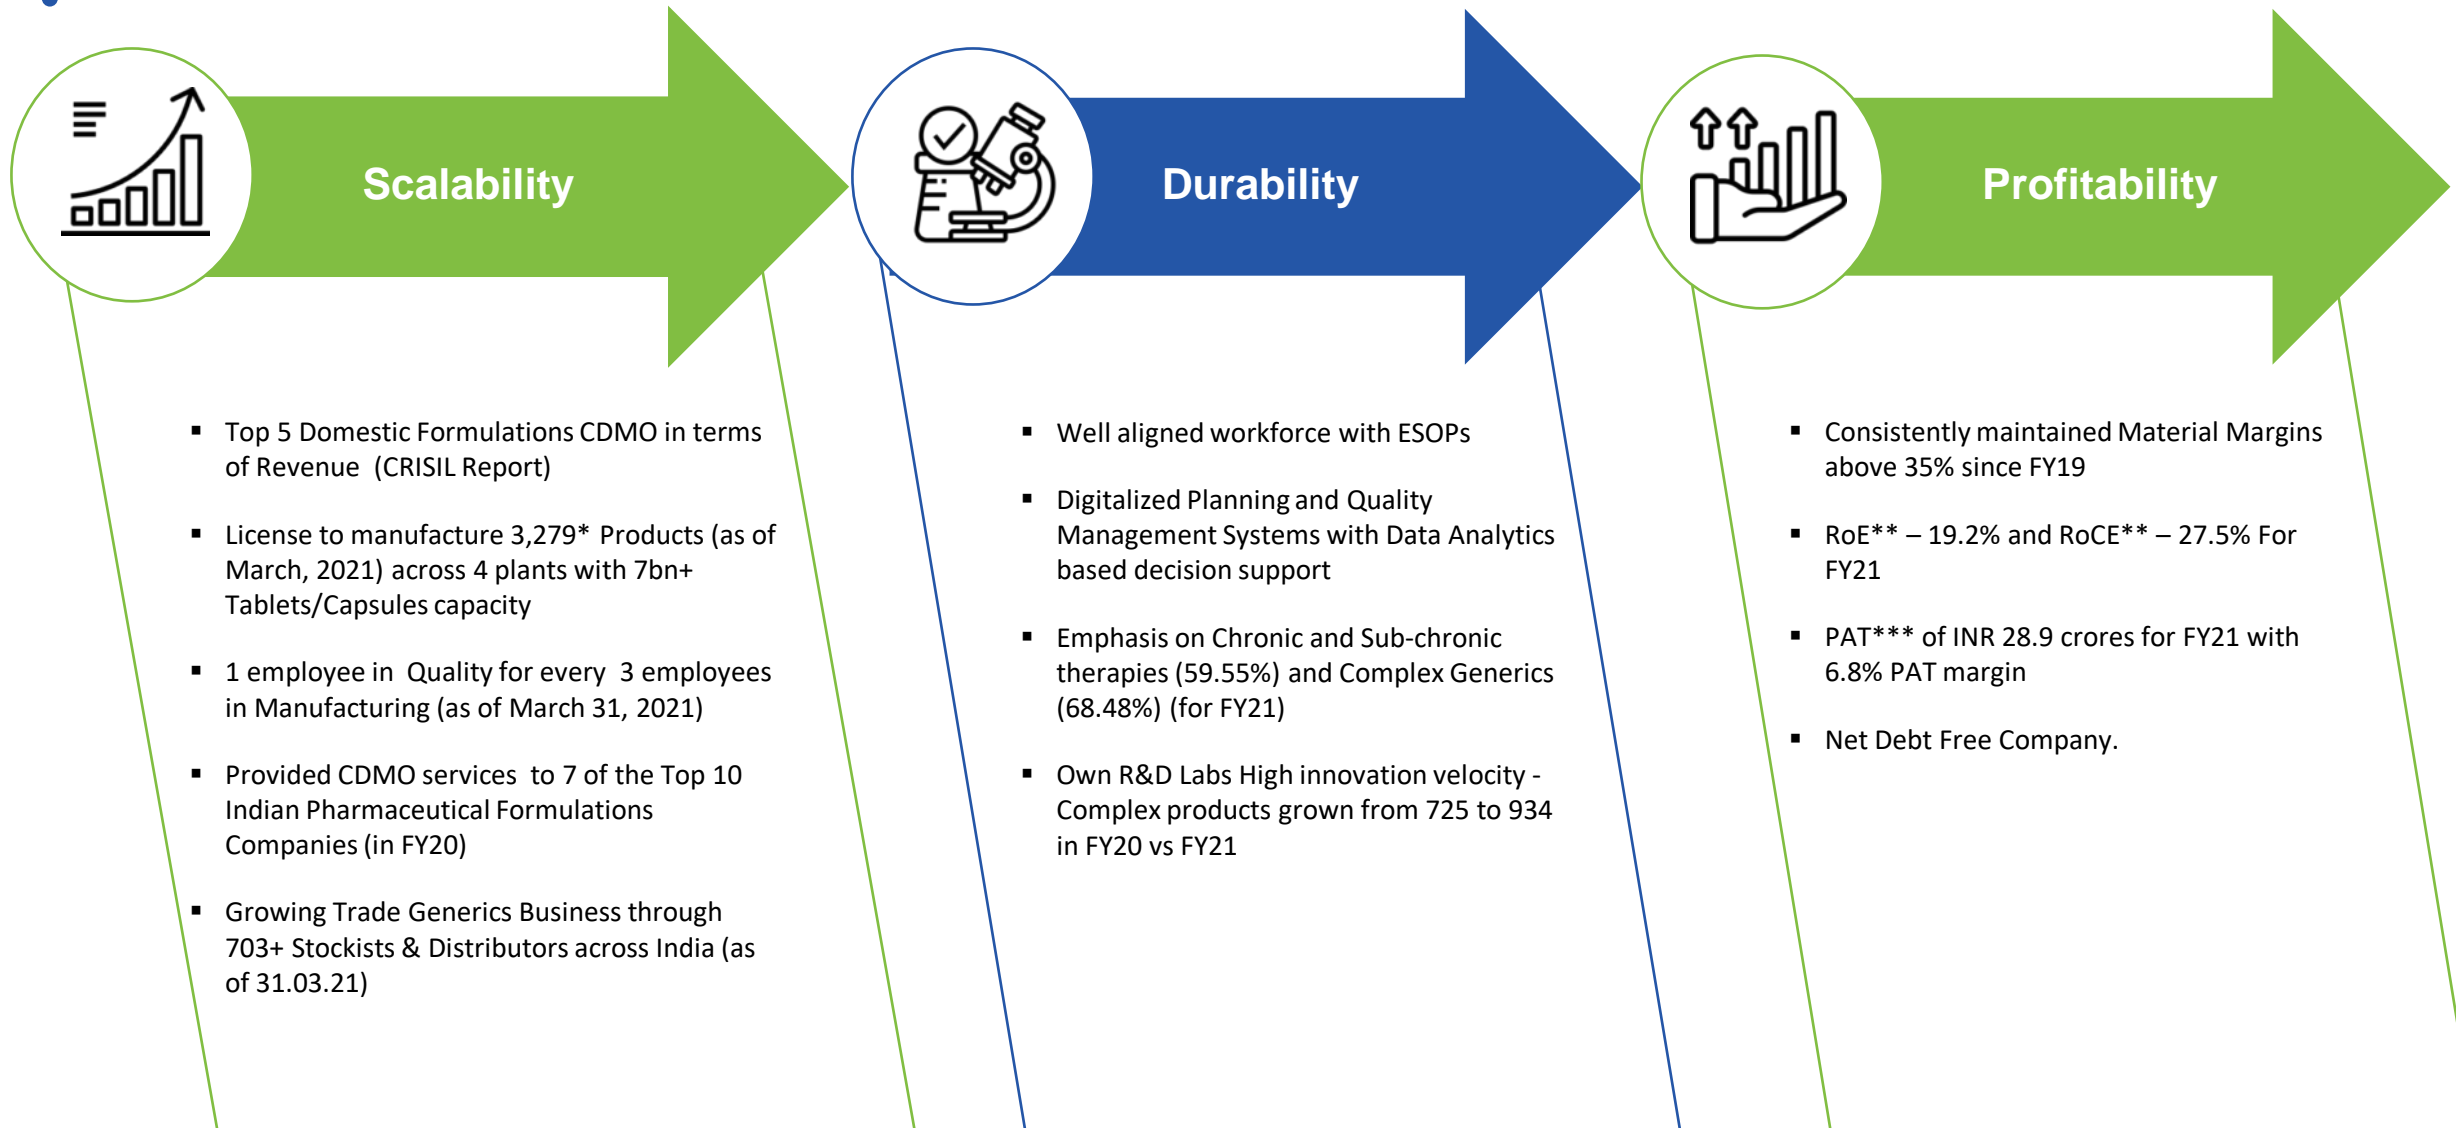 Scalability
▪ Top 5 Domestic Formulations CDMO in terms
of Revenue (CRISIL Report)
▪ License to manufacture 3,279* Products (as of
March, 2021) across 4 plants with 7bn+
Tablets/Capsules capacity
▪ 1 employee in Quality for every 3 employees
in Manufacturing (as of March 31, 2021)
▪ Provided CDMO services to 7 of the Top 10
Indian Pharmaceutical Formulations
Companies (in FY20)
▪ Growing Trade Generics Business through
703+ Stockists & Distributors across India (as
of 31.03.21)
Durability
▪ Well aligned workforce with ESOPs
▪ Digitalized Planning and Quality
Management Systems with Data Analytics
based decision support
▪ Emphasis on Chronic and Sub-chronic
therapies (59.55%) and Complex Generics
(68.48%) (for FY21)
▪ Own R&D Labs High innovation velocity -
Complex products grown from 725 to 934
in FY20 vs FY21
Profitability
▪ Consistently maintained Material Margins
above 35% since FY19
▪ RoE** – 19.2% and RoCE** – 27.5% For
FY21
▪ PAT*** of INR 28.9 crores for FY21 with
6.8% PAT margin
▪ Net Debt Free Company.